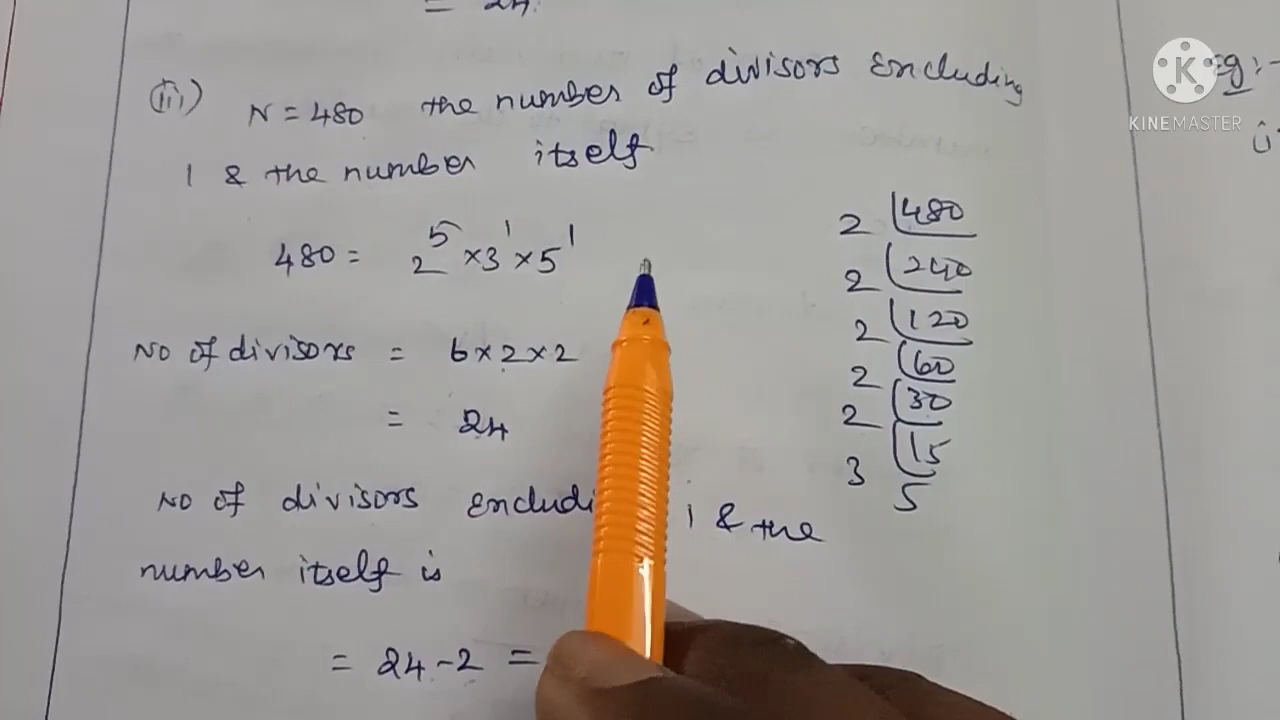 = 24.
(iii) N = 480 the number of divisors Excluding
1 & the number itself
480 = 2^5 × 3^1 × 5^1
No of divisors = 6 × 2 × 2
= 24
No of divisors 1 & the
number itself is
= 24 - 2 =
2 480
2 240
2 120
2 60
2 30
3 15
5
Eg :-
KINEMASTER